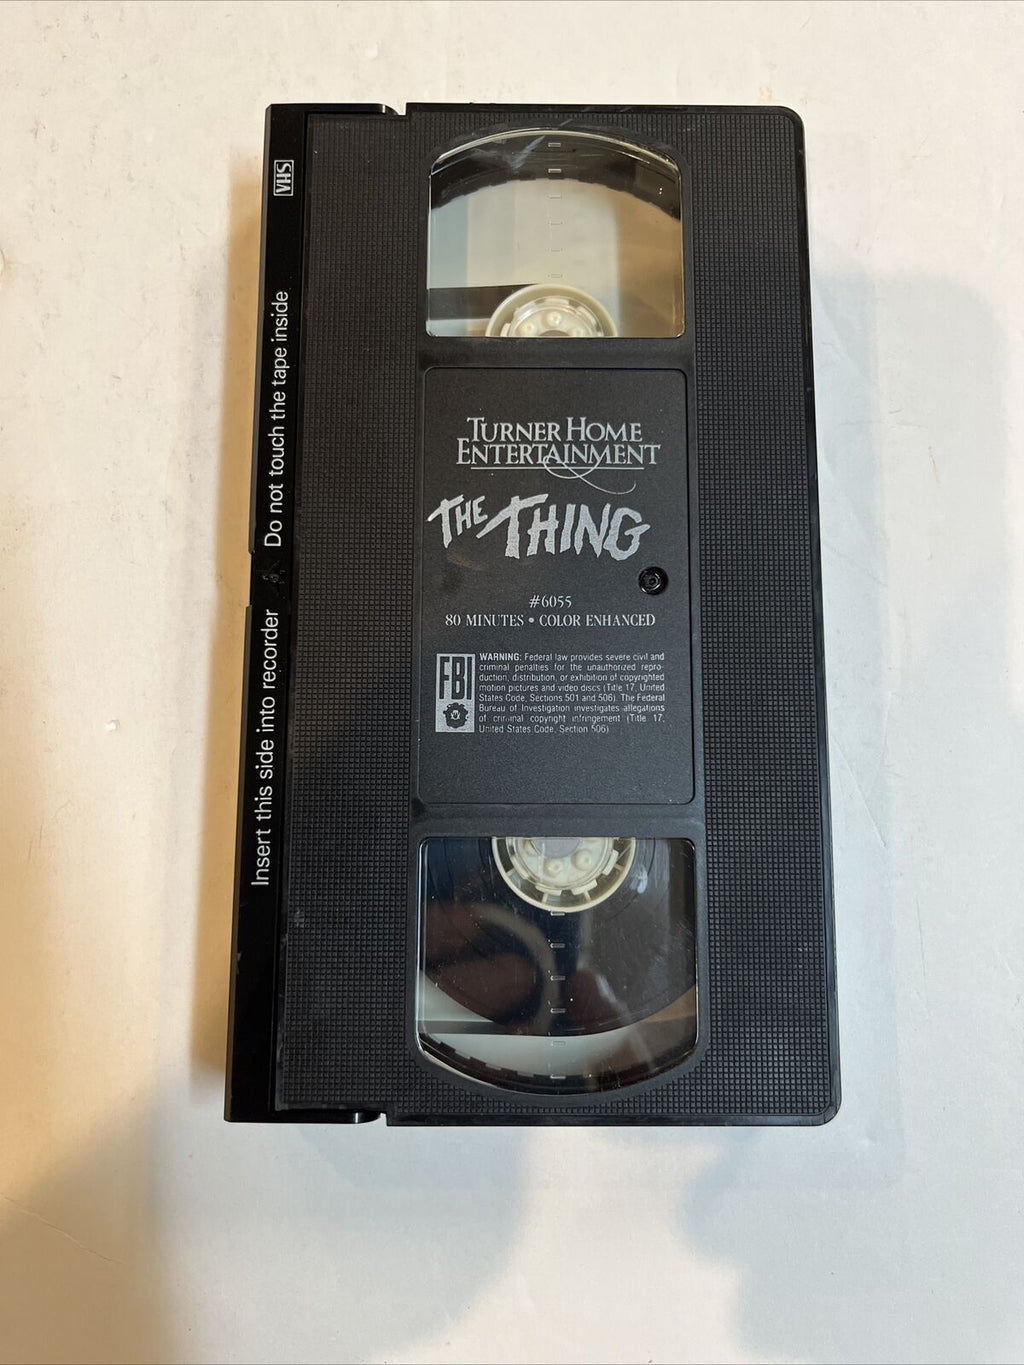 VHS
Do not touch the tape inside
Insert this side into recorder
TURNER HOME
ENTERTAINMENT
THE THING
#6055
80 MINUTES • COLOR ENHANCED
FBI
WARNING: Federal law provides severe civil and
criminal penalties for the unauthorized repro-
duction, distribution, or exhibition of copyrighted
motion pictures and video discs (Title 17, United
States Code, Sections 501 and 506). The Federal
Bureau of Investigation investigates allegations
of criminal copyright infringement (Title 17,
United States Code, Section 506)